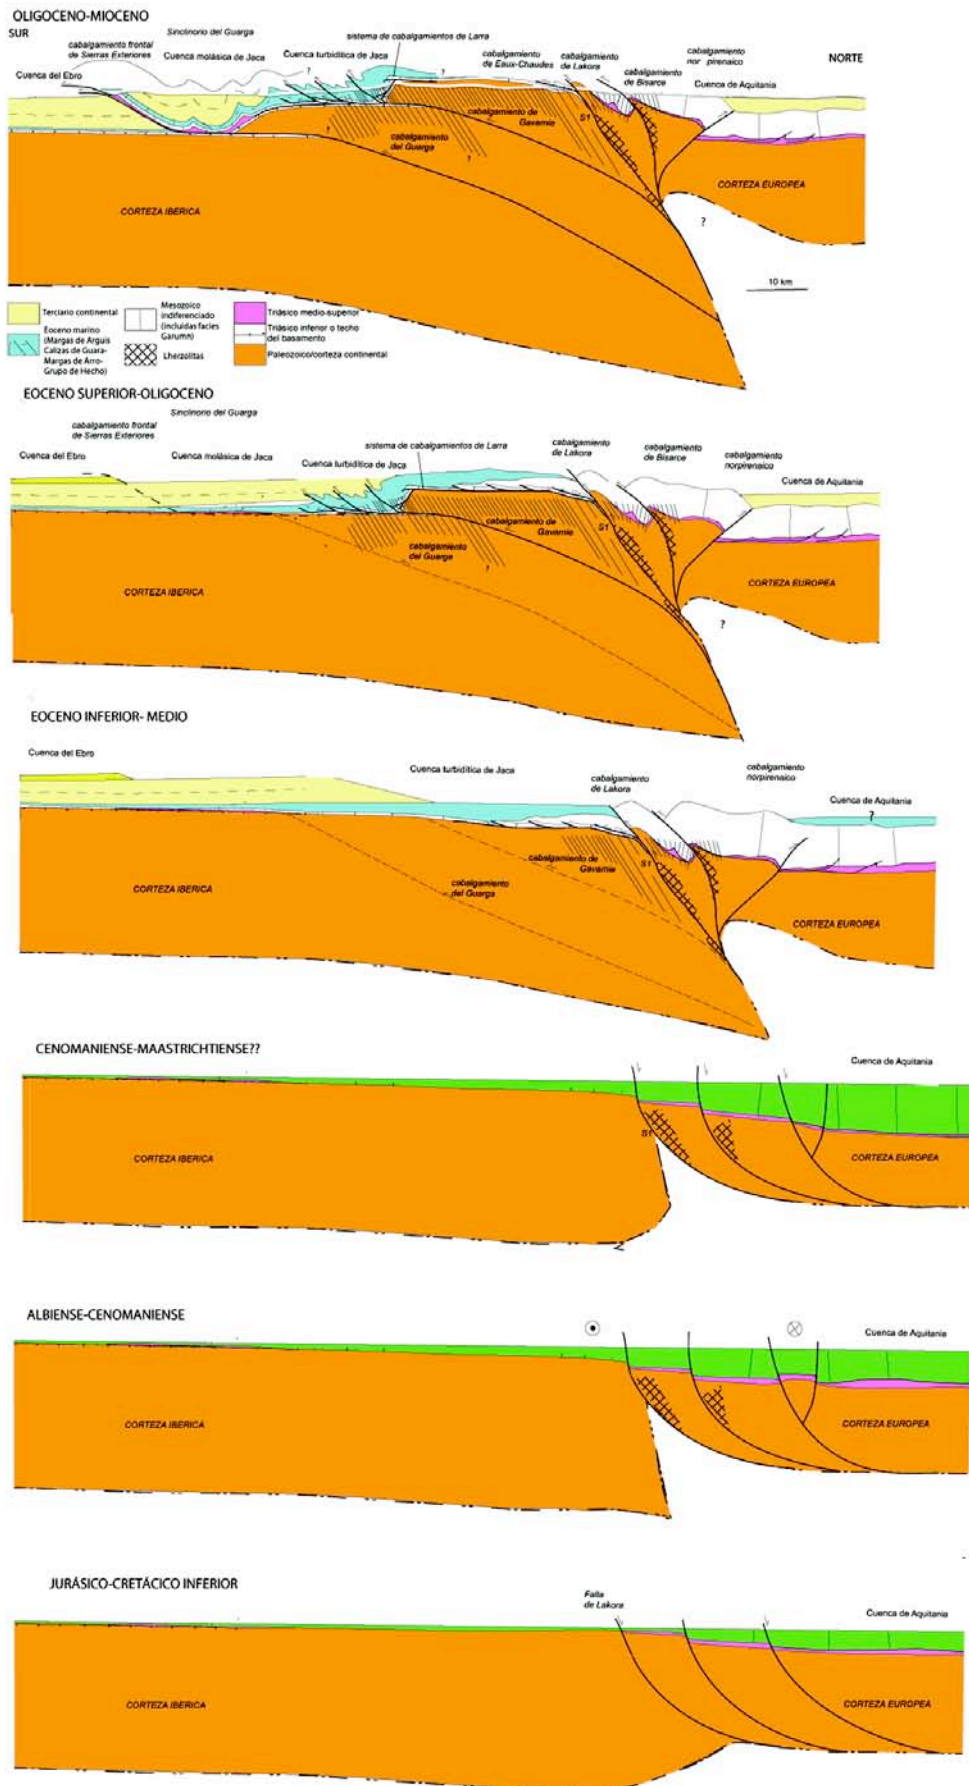 OLIGOCENO-MIOCENO
SUR
Sinclinorio del Guarga
sistema de cabalgamientos de Larra
cabalgamiento frontal
de Sierras Exteriores
Cuenca molásica de Jaca
Cuenca turbidítica de Jaca
cabalgamiento
de Eaux-Chaudes
cabalgamiento
de Lakora
cabalgamiento
nor pirenaico
NORTE
Cuenca del Ebro
?
?
cabalgamiento
de Bisarce
Cuenca de Aquitania
cabalgamiento de
Gavarnie
S1
?
cabalgamiento
del Guarga
?
CORTEZA IBERICA
CORTEZA EUROPEA
?
10 km
Terciario continental
Eoceno marino
(Margas de Arguis
Calizas de Guara-
Margas de Arro-
Grupo de Hecho)
Mesozoico
indiferenciado
(incluidas facies
Garumn)
Lherzolitas
Triásico medio-superior
Triásico inferior o techo
del basamento
Paleozoico/corteza continental
EOCENO SUPERIOR-OLIGOCENO
Sinclinorio del Guarga
cabalgamiento frontal
de Sierras Exteriores
sistema de cabalgamientos de Larra
cabalgamiento
de Lakora
cabalgamiento
de Bisarce
cabalgamiento
norpirenaico
Cuenca del Ebro
Cuenca molásica de Jaca
Cuenca turbidítica de Jaca
Cuenca de Aquitania
cabalgamiento de
Gavarnie
S1
cabalgamiento
del Guarga
?
CORTEZA IBERICA
CORTEZA EUROPEA
?
EOCENO INFERIOR- MEDIO
Cuenca del Ebro
Cuenca turbidítica de Jaca
cabalgamiento
de Lakora
cabalgamiento
norpirenaico
Cuenca de Aquitania
?
cabalgamiento de
Gavarnie
S1
cabalgamiento
del Guarga
CORTEZA IBERICA
CORTEZA EUROPEA
CENOMANIENSE-MAASTRICHTIENSE??
Cuenca de Aquitania
S1
CORTEZA IBERICA
CORTEZA EUROPEA
ALBIENSE-CENOMANIENSE
Cuenca de Aquitania
CORTEZA IBERICA
CORTEZA EUROPEA
JURÁSICO-CRETÁCICO INFERIOR
Falla
de Lakora
Cuenca de Aquitania
CORTEZA IBERICA
CORTEZA EUROPEA